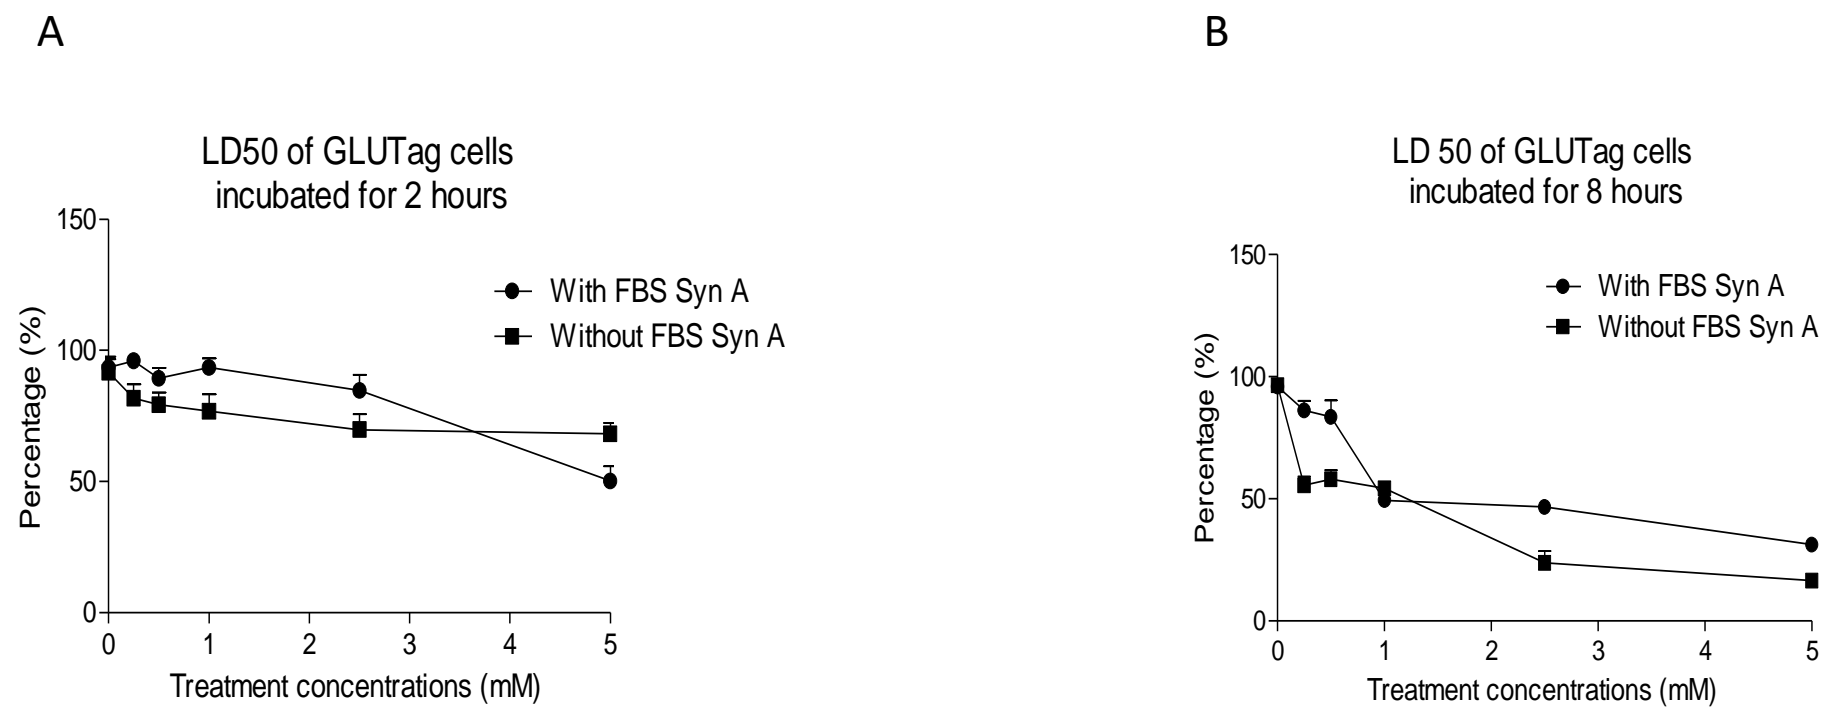 A
LD50 of GLUTag cells
incubated for 2 hours
150
100
50
0
Percentage (%)
With FBS Syn A
Without FBS Syn A
0 1 2 3 4 5
Treatment concentrations (mM)
B
LD 50 of GLUTag cells
incubated for 8 hours
150
100
50
0
Percentage (%)
With FBS Syn A
Without FBS Syn A
0 1 2 3 4 5
Treatment concentrations (mM)